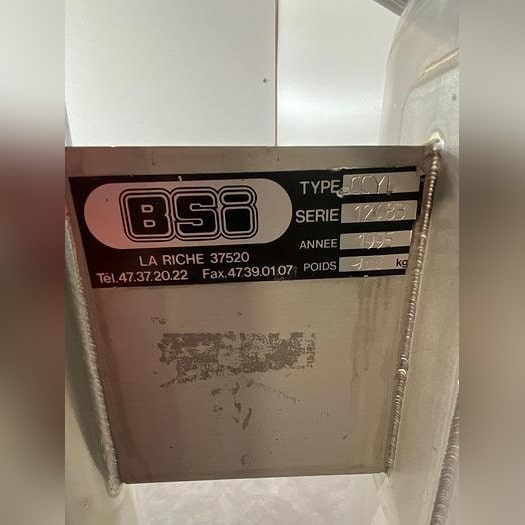 BSi
LA RICHE 37520
Tél.47.37.20.22 Fax.47.39.01.07
TYPE CCYL
SERIE
ANNEE 1995
POIDS kg